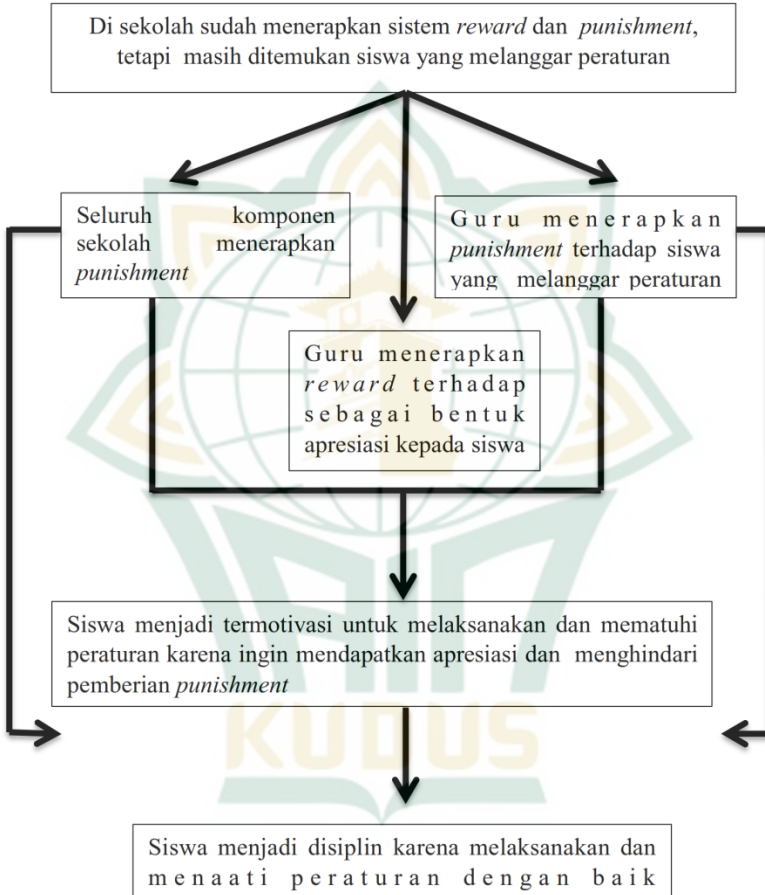 Di sekolah sudah menerapkan sistem reward dan punishment,
tetapi masih ditemukan siswa yang melanggar peraturan
Seluruh komponen
sekolah menerapkan
punishment
Guru menerapkan
punishment terhadap siswa
yang melanggar peraturan
Guru menerapkan
reward terhadap
sebagai bentuk
apresiasi kepada siswa
Siswa menjadi termotivasi untuk melaksanakan dan mematuhi
peraturan karena ingin mendapatkan apresiasi dan menghindari
pemberian punishment
Siswa menjadi disiplin karena melaksanakan dan
menaati peraturan dengan baik
IAIN
KUDUS